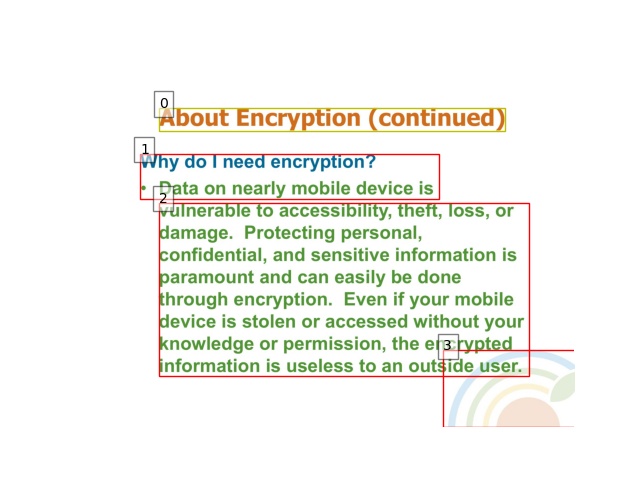 0
About Encryption (continued)
1
Why do I need encryption?
• Data on nearly mobile device is
2
vulnerable to accessibility, theft, loss, or
damage. Protecting personal,
confidential, and sensitive information is
paramount and can easily be done
through encryption. Even if your mobile
device is stolen or accessed without your
3
knowledge or permission, the encrypted
information is useless to an outside user.